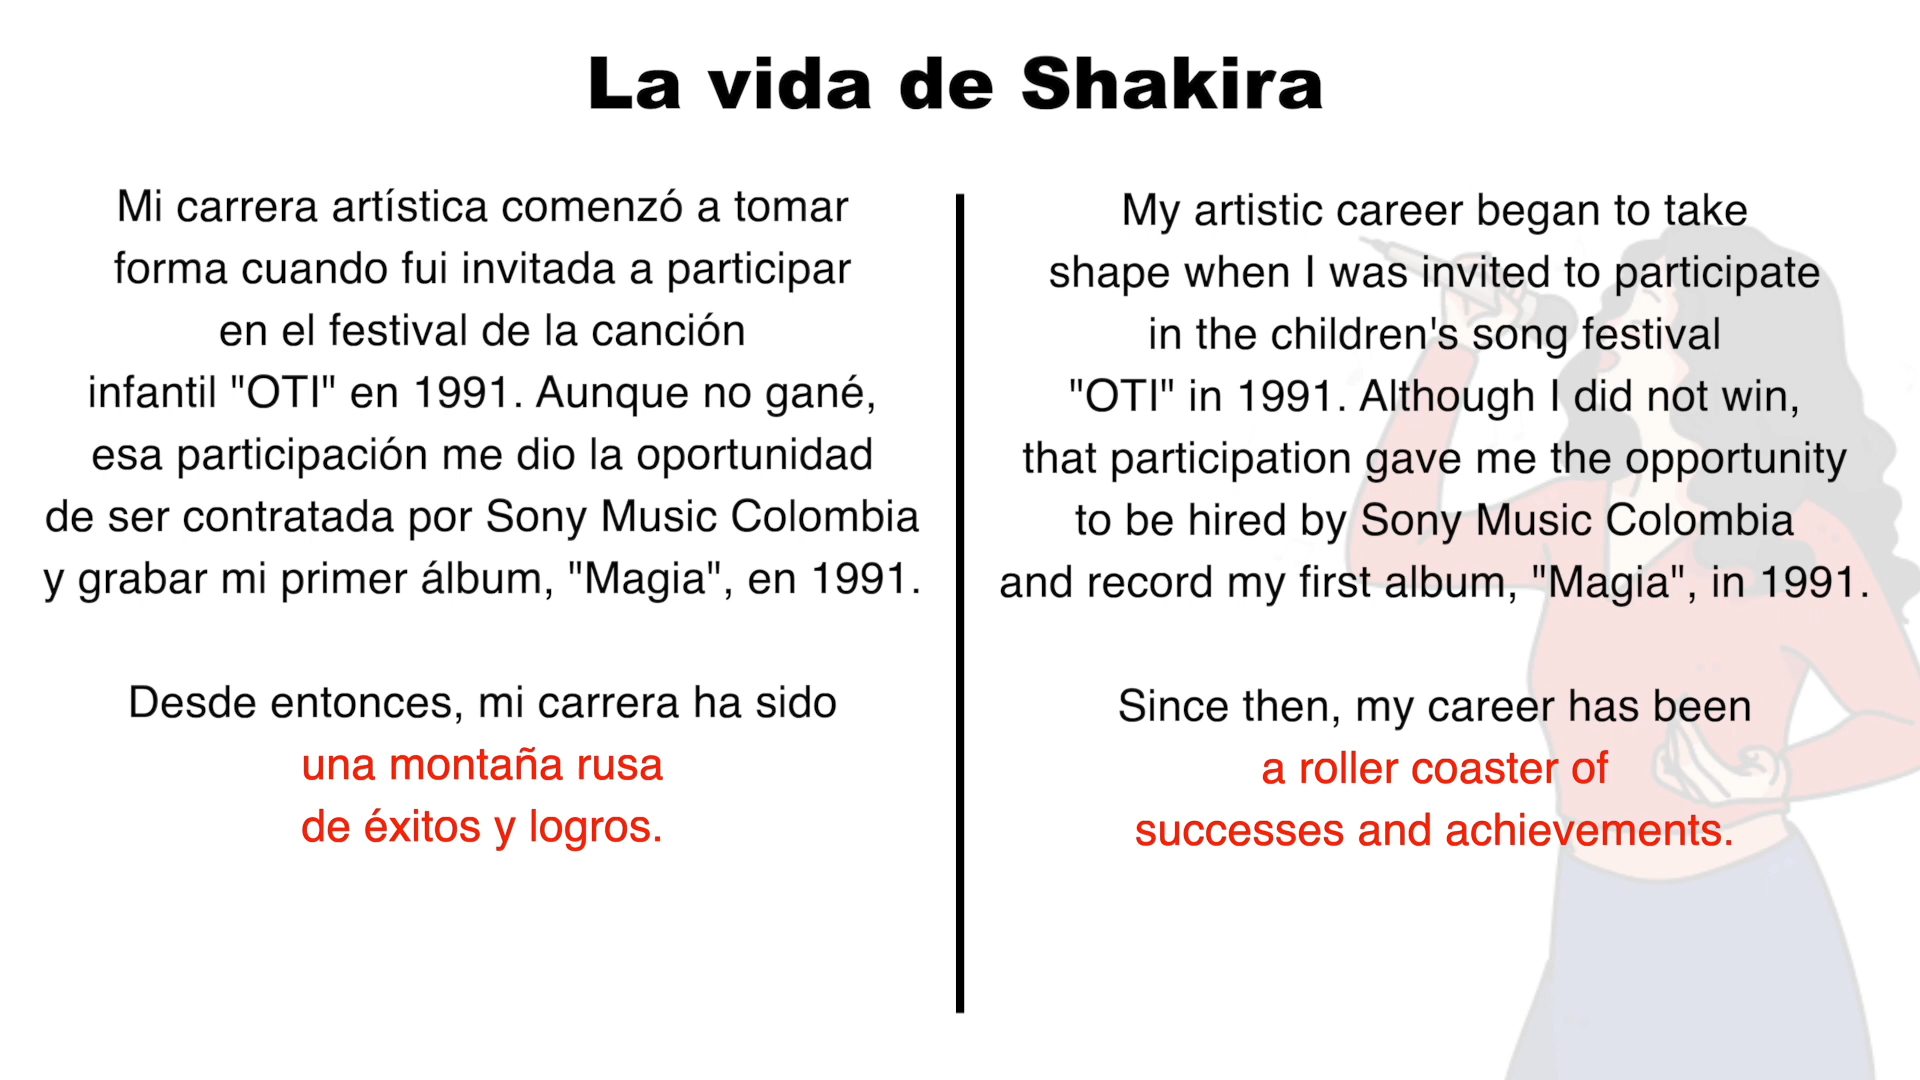 La vida de Shakira
Mi carrera artística comenzó a tomar
forma cuando fui invitada a participar
en el festival de la canción
infantil "OTI" en 1991. Aunque no gané,
esa participación me dio la oportunidad
de ser contratada por Sony Music Colombia
y grabar mi primer álbum, "Magia", en 1991.
Desde entonces, mi carrera ha sido
una montaña rusa
de éxitos y logros.
My artistic career began to take
shape when I was invited to participate
in the children's song festival
"OTI" in 1991. Although I did not win,
that participation gave me the opportunity
to be hired by Sony Music Colombia
and record my first album, "Magia", in 1991.
Since then, my career has been
a roller coaster of
successes and achievements.